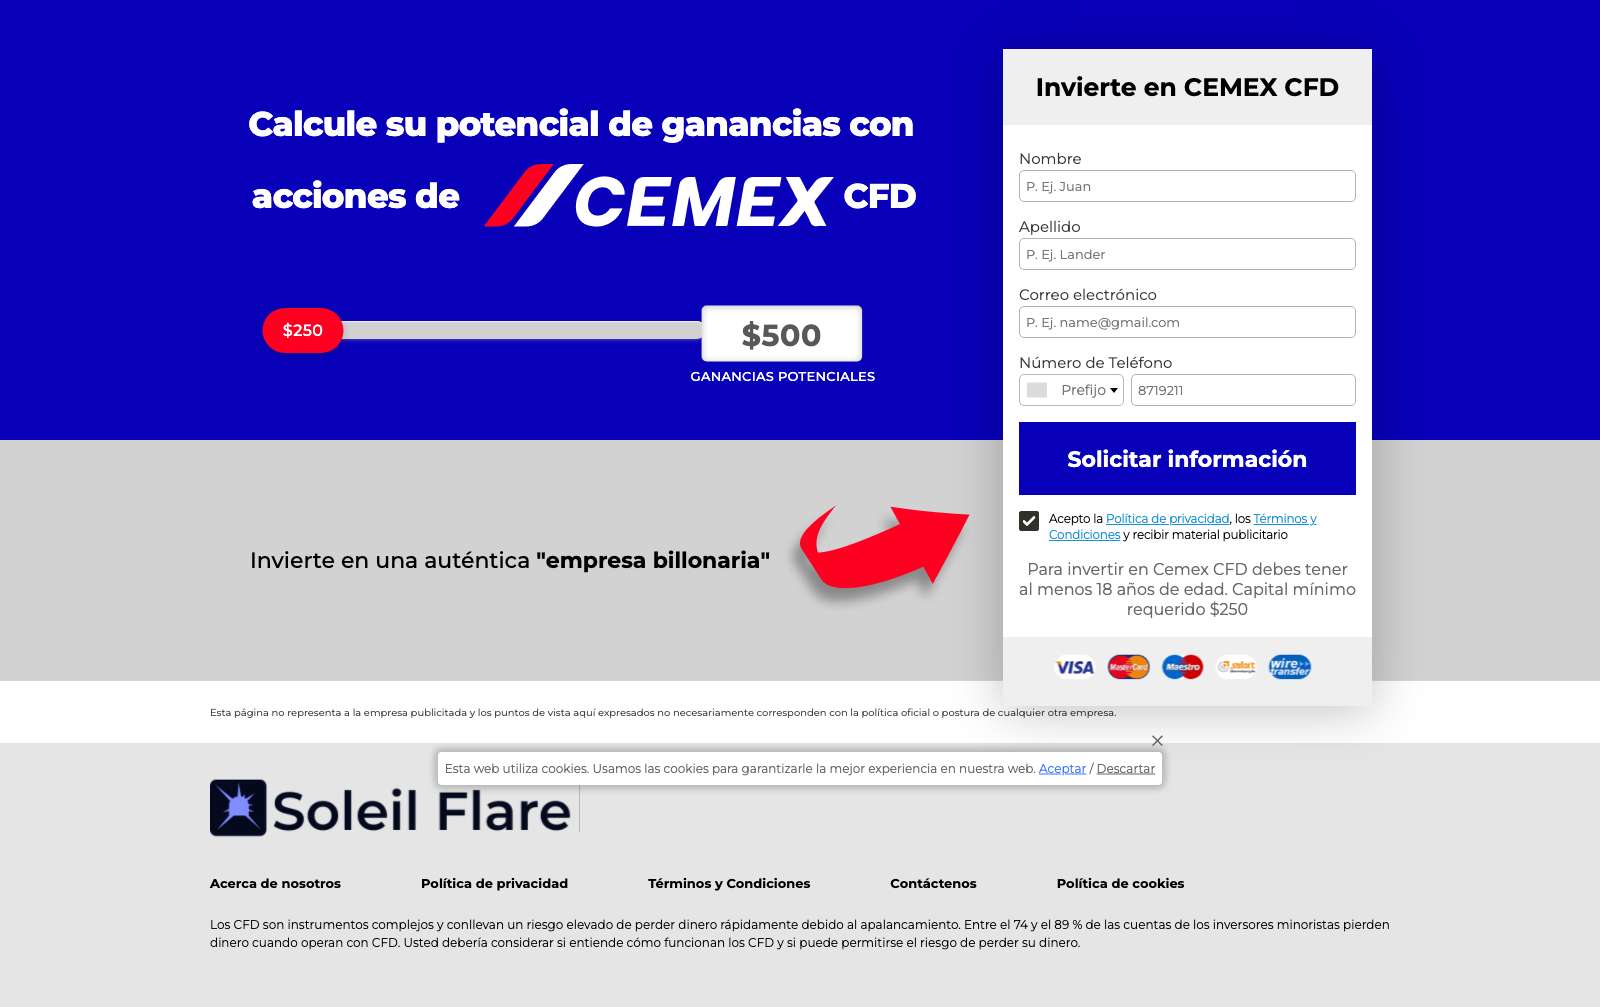 Calcule su potencial de ganancias con
acciones de CEMEX CFD
$250
$500
GANANCIAS POTENCIALES
Invierte en CEMEX CFD
Nombre
P. Ej. Juan
Apellido
P. Ej. Lander
Correo electrónico
P. Ej. name@gmail.com
Número de Teléfono
Prefijo 8719211
Solicitar información
Acepto la Política de privacidad, los Términos y
Condiciones y recibir material publicitario
Para invertir en Cemex CFD debes tener
al menos 18 años de edad. Capital mínimo
requerido $250
VISA MasterCard Maestro sofort wire transfer
Invierte en una auténtica "empresa billonaria"
Esta página no representa a la empresa publicitada y los puntos de vista aquí expresados no necesariamente corresponden con la política oficial o postura de cualquier otra empresa.
Esta web utiliza cookies. Usamos las cookies para garantizarle la mejor experiencia en nuestra web. Aceptar / Descartar
Soleil Flare
Acerca de nosotros Política de privacidad Términos y Condiciones Contáctenos Política de cookies
Los CFD son instrumentos complejos y conllevan un riesgo elevado de perder dinero rápidamente debido al apalancamiento. Entre el 74 y el 89 % de las cuentas de los inversores minoristas pierden
dinero cuando operan con CFD. Usted debería considerar si entiende cómo funcionan los CFD y si puede permitirse el riesgo de perder su dinero.